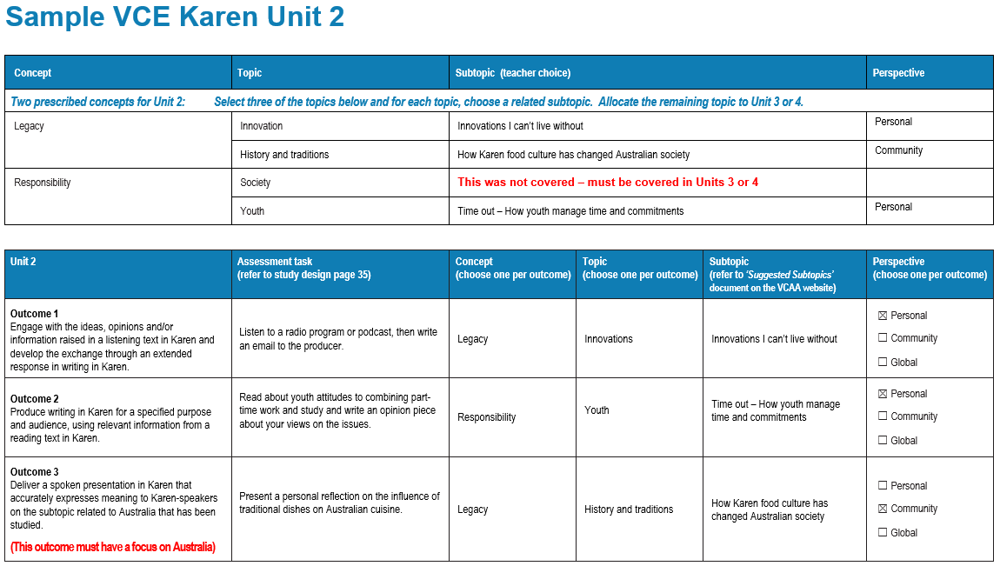 Sample VCE Karen Unit 2
Concept Topic Subtopic (teacher choice) Perspective
Two prescribed concepts for Unit 2: Select three of the topics below and for each topic, choose a related subtopic. Allocate the remaining topic to Unit 3 or 4.
Legacy Innovation Innovations I can't live without Personal
History and traditions How Karen food culture has changed Australian society Community
Responsibility Society This was not covered – must be covered in Units 3 or 4
Youth Time out – How youth manage time and commitments Personal
Unit 2
Assessment task
(refer to study design page 35)
Concept
(choose one per outcome)
Topic
(choose one per outcome)
Subtopic
(refer to 'Suggested Subtopics'
document on the VCAA website)
Perspective
(choose one per outcome)
Outcome 1
Engage with the ideas, opinions and/or
information raised in a listening text in Karen and
develop the exchange through an extended
response in writing in Karen.
Listen to a radio program or podcast, then write
an email to the producer.
Legacy
Innovations
Innovations I can't live without
☒ Personal
☐ Community
☐ Global
Outcome 2
Produce writing in Karen for a specified purpose
and audience, using relevant information from a
reading text in Karen.
Read about youth attitudes to combining part-
time work and study and write an opinion piece
about your views on the issues.
Responsibility
Youth
Time out – How youth manage
time and commitments
☒ Personal
☐ Community
☐ Global
Outcome 3
Deliver a spoken presentation in Karen that
accurately expresses meaning to Karen-speakers
on the subtopic related to Australia that has been
studied.
(This outcome must have a focus on Australia)
Present a personal reflection on the influence of
traditional dishes on Australian cuisine.
Legacy
History and traditions
How Karen food culture has
changed Australian society
☐ Personal
☒ Community
☐ Global